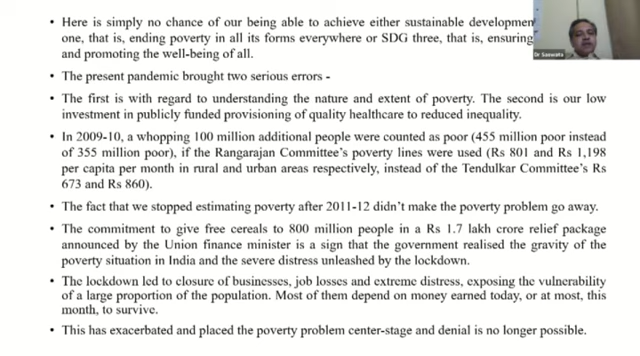 Here is simply no chance of our being able to achieve either sustainable developmen
one, that is, ending poverty in all its forms everywhere or SDG three, that is, ensuring
and promoting the well-being of all.
The present pandemic brought two serious errors -
The first is with regard to understanding the nature and extent of poverty. The second is our low
investment in publicly funded provisioning of quality healthcare to reduced inequality.
In 2009-10, a whopping 100 million additional people were counted as poor (455 million poor instead
of 355 million poor), if the Rangarajan Committee's poverty lines were used (Rs 801 and Rs 1,198
per capita per month in rural and urban areas respectively, instead of the Tendulkar Committee's Rs
673 and Rs 860).
The fact that we stopped estimating poverty after 2011-12 didn't make the poverty problem go away.
The commitment to give free cereals to 800 million people in a Rs 1.7 lakh crore relief package
announced by the Union finance minister is a sign that the government realised the gravity of the
poverty situation in India and the severe distress unleashed by the lockdown.
The lockdown led to closure of businesses, job losses and extreme distress, exposing the vulnerability
of a large proportion of the population. Most of them depend on money earned today, or at most, this
month, to survive.
This has exacerbated and placed the poverty problem center-stage and denial is no longer possible.
Dr Saswata